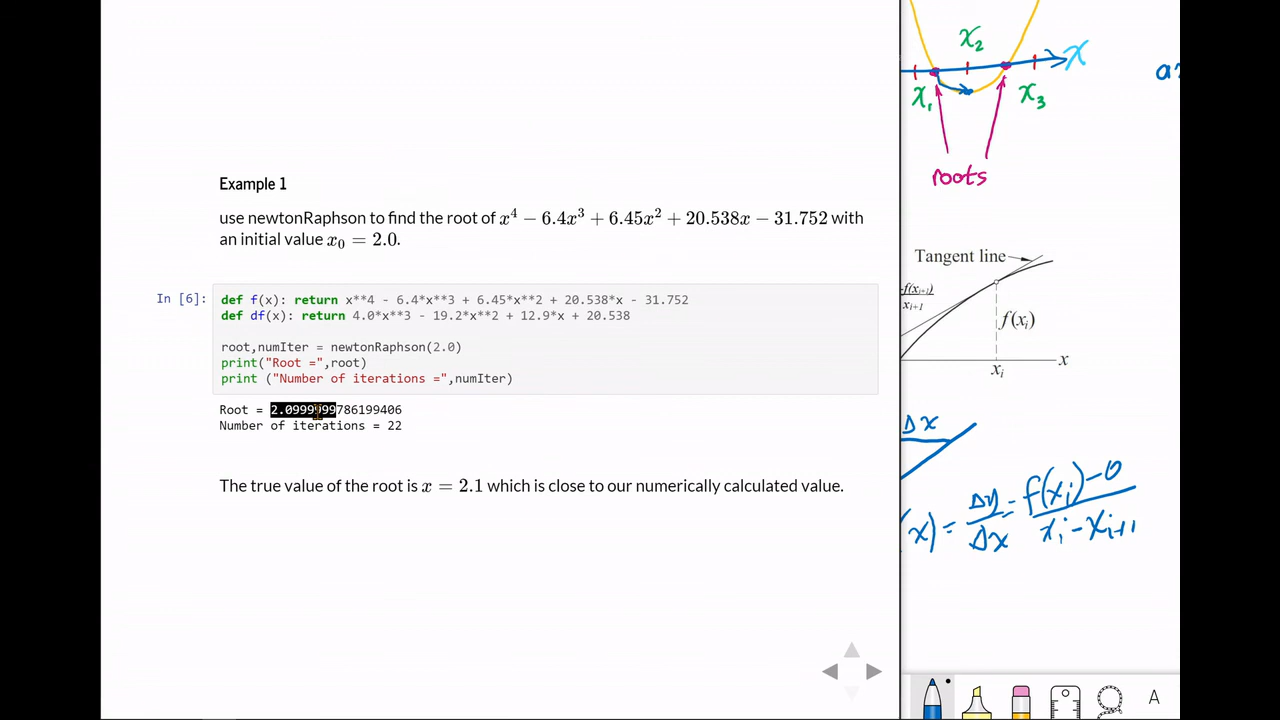 Example 1
use newtonRaphson to find the root of x⁴ − 6.4x³ + 6.45x² + 20.538x − 31.752 with
an initial value x₀ = 2.0.
In [6]:
def f(x): return x**4 - 6.4*x**3 + 6.45*x**2 + 20.538*x - 31.752
def df(x): return 4.0*x**3 - 19.2*x**2 + 12.9*x + 20.538
root,numIter = newtonRaphson(2.0)
print("Root =",root)
print ("Number of iterations =",numIter)
Root = 2.0999999786199406
Number of iterations = 22
The true value of the root is x = 2.1 which is close to our numerically calculated value.
x₂
x
x₁
x₃
roots
Tangent line
f(xᵢ₊₁)
xᵢ₊₁
f(xᵢ)
xᵢ
x
Δx
(x) = Δy/Δx = f(xᵢ)−0 / xᵢ−xᵢ₊₁
A